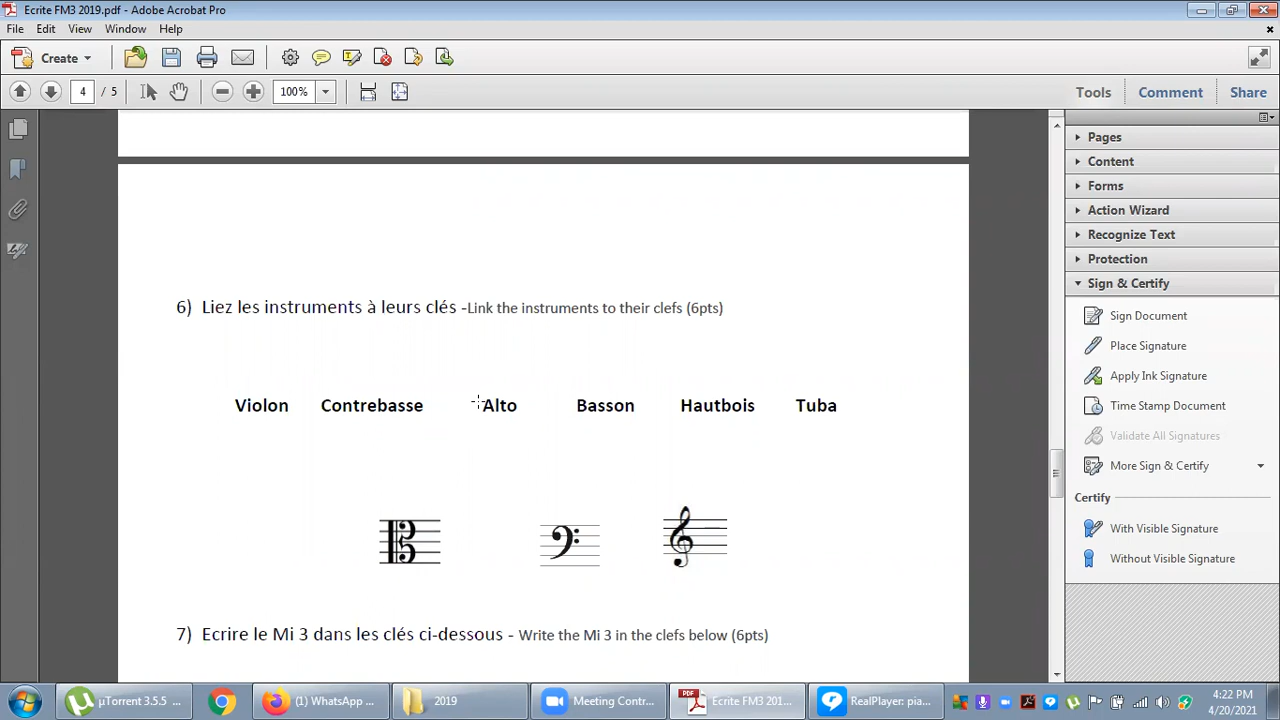 Ecrite FM3 2019.pdf - Adobe Acrobat Pro
File Edit View Window Help
Create
4 / 5 100% Tools Comment Share
Pages
Content
Forms
Action Wizard
Recognize Text
Protection
Sign & Certify
Sign Document
Place Signature
Apply Ink Signature
Time Stamp Document
Validate All Signatures
More Sign & Certify
Certify
With Visible Signature
Without Visible Signature
6) Liez les instruments à leurs clés -Link the instruments to their clefs (6pts)
Violon Contrebasse Alto Basson Hautbois Tuba
7) Ecrire le Mi 3 dans les clés ci-dessous - Write the Mi 3 in the clefs below (6pts)
µTorrent 3.5.5 ... (1) WhatsApp ... 2019 Meeting Contr... Ecrite FM3 201... RealPlayer: pia... 4:22 PM
4/20/2021